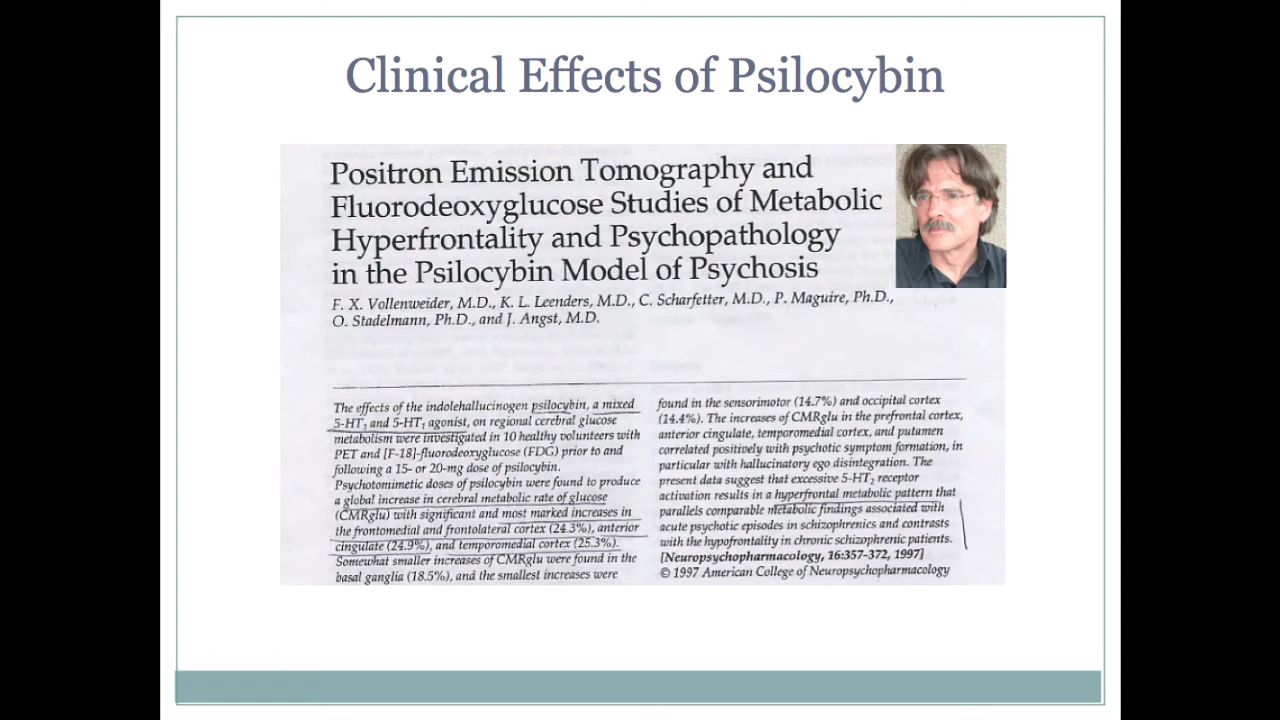 Clinical Effects of Psilocybin
Positron Emission Tomography and
Fluorodeoxyglucose Studies of Metabolic
Hyperfrontality and Psychopathology
in the Psilocybin Model of Psychosis
F. X. Vollenweider, M.D., K. L. Leenders, M.D., C. Scharfetter, M.D., P. Maguire, Ph.D.,
O. Stadelmann, Ph.D., and J. Angst, M.D.
The effects of the indolehallucinogen psilocybin, a mixed
5-HT₂ and 5-HT₁ agonist, on regional cerebral glucose
metabolism were investigated in 10 healthy volunteers with
PET and [F-18]-fluorodeoxyglucose (FDG) prior to and
following a 15- or 20-mg dose of psilocybin.
Psychotomimetic doses of psilocybin were found to produce
a global increase in cerebral metabolic rate of glucose
(CMRglu) with significant and most marked increases in
the frontomedial and frontolateral cortex (24.3%), anterior
cingulate (24.9%), and temporomedial cortex (25.3%).
Somewhat smaller increases of CMRglu were found in the
basal ganglia (18.5%), and the smallest increases were
found in the sensorimotor (14.7%) and occipital cortex
(14.4%). The increases of CMRglu in the prefrontal cortex,
anterior cingulate, temporomedial cortex, and putamen
correlated positively with psychotic symptom formation, in
particular with hallucinatory ego disintegration. The
present data suggest that excessive 5-HT₂ receptor
activation results in a hyperfrontal metabolic pattern that
parallels comparable metabolic findings associated with
acute psychotic episodes in schizophrenics and contrasts
with the hypofrontality in chronic schizophrenic patients.
[Neuropsychopharmacology, 16:357-372, 1997]
© 1997 American College of Neuropsychopharmacology